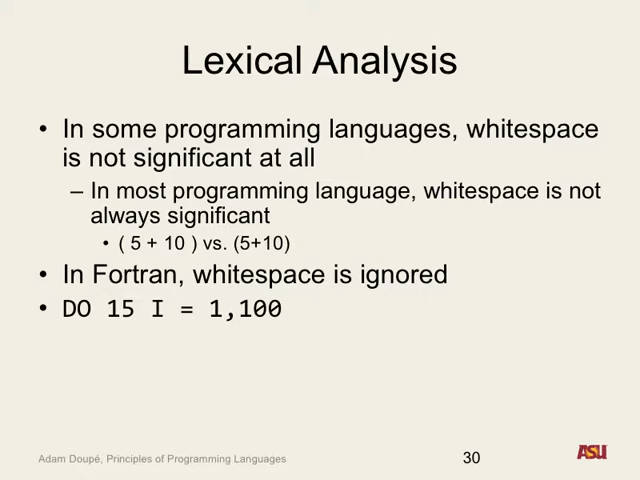 Lexical Analysis
• In some programming languages, whitespace
is not significant at all
– In most programming language, whitespace is not
always significant
• ( 5 + 10 ) vs. (5+10)
• In Fortran, whitespace is ignored
• DO 15 I = 1,100
Adam Doupé, Principles of Programming Languages
30
ASU